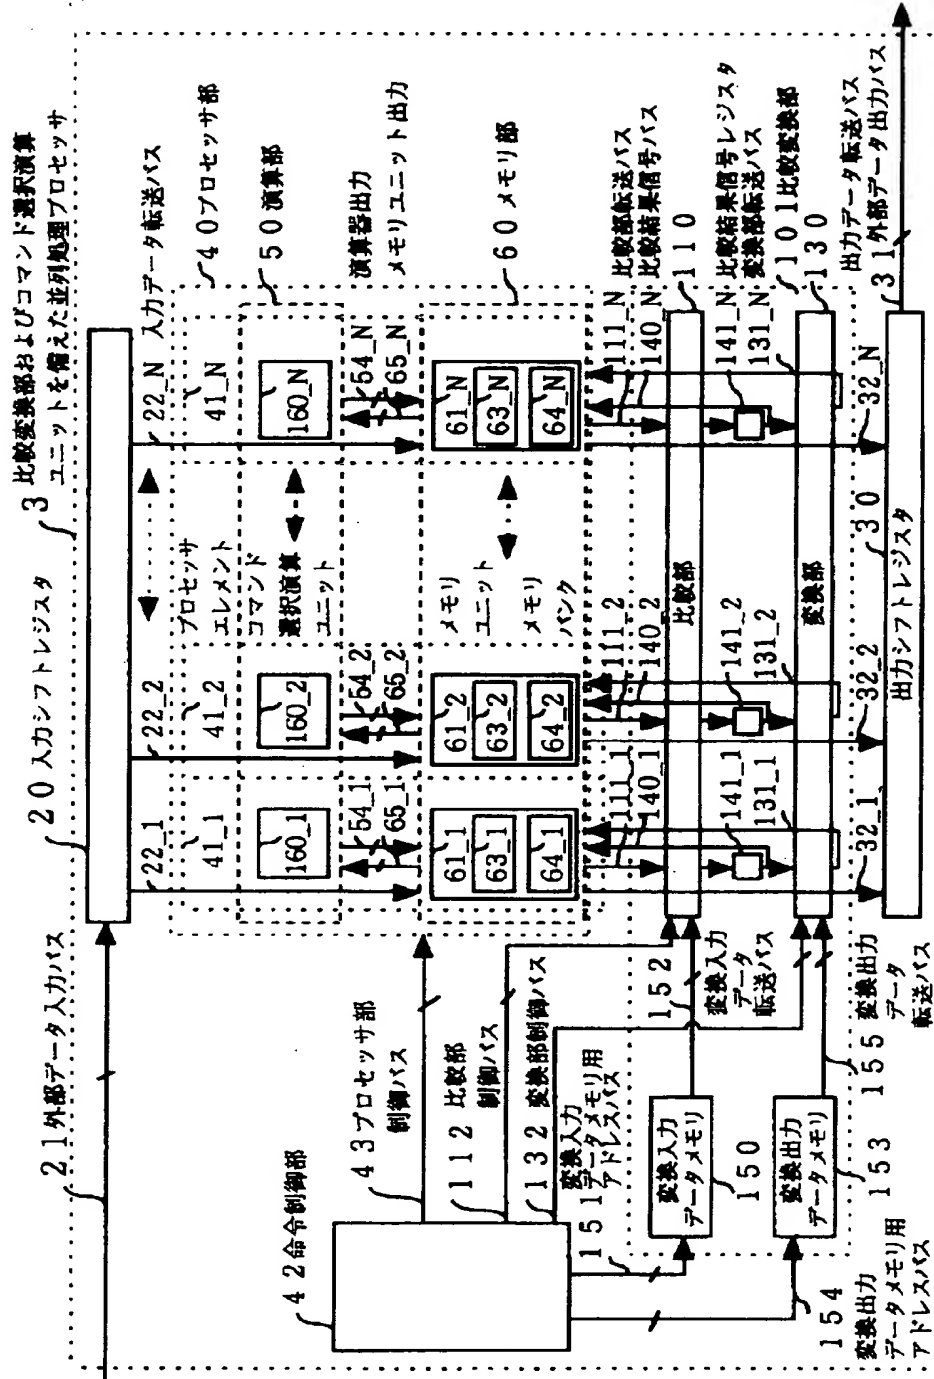 3 比較変換部およびコマンド選択演算
ユニットを備えた並列処理プロセッサ
20 入力シフトレジスタ
21外部データ入力バス
22_1
22_2
22_N
入力データ転送バス
40プロセッサ部
41_1
41_2
プロセッサ
エレメント
41_N
50演算部
160_1
160_2
コマンド
選択演算
ユニット
160_N
54_1
65_1
54_2
65_2
54_N
65_N
演算器出力
メモリユニット出力
60メモリ部
61_1
63_1
64_1
61_2
63_2
64_2
メモリ
ユニット
メモリ
バンク
61_N
63_N
64_N
42命令制御部
43プロセッサ部
制御バス
112 比較部
制御バス
132 変換部制御バス
151
変換入力
データメモリ用
アドレスバス
111_1
140_1
111_2
140_2
111_N
140_N
比較部転送バス
比較結果信号バス
比較部
110
141_1
131_1
141_2
131_2
141_N
131_N
比較結果信号レジスタ
変換部転送バス
101比較変換部
変換部
130
152
変換入力
データ
転送バス
変換入力
データメモリ
150
変換出力
データメモリ
153
154
変換出力
データメモリ用
アドレスバス
155 変換出力
データ
転送バス
32_1
32_2
32_N
出力データ転送バス
30
出力シフトレジスタ
31外部データ出力バス